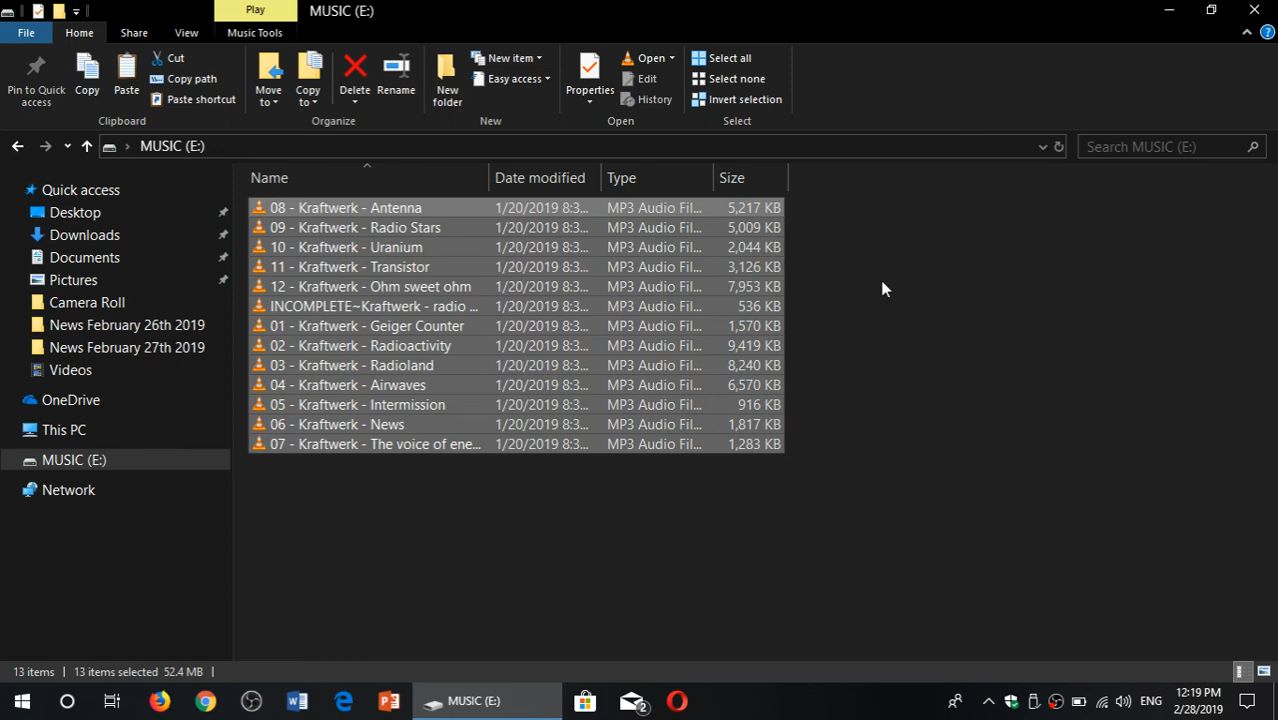 Play
MUSIC (E:)
File
Home
Share
View
Music Tools
Pin to Quick access
Copy
Paste
Cut
Copy path
Paste shortcut
Clipboard
Move to
Copy to
Delete
Rename
Organize
New folder
New item
Easy access
New
Properties
Open
Edit
History
Open
Select all
Select none
Invert selection
Select
MUSIC (E:)
Search MUSIC (E:)
Quick access
Desktop
Downloads
Documents
Pictures
Camera Roll
News February 26th 2019
News February 27th 2019
Videos
OneDrive
This PC
MUSIC (E:)
Network
Name Date modified Type Size
08 - Kraftwerk - Antenna 1/20/2019 8:3... MP3 Audio Fil... 5,217 KB
09 - Kraftwerk - Radio Stars 1/20/2019 8:3... MP3 Audio Fil... 5,009 KB
10 - Kraftwerk - Uranium 1/20/2019 8:3... MP3 Audio Fil... 2,044 KB
11 - Kraftwerk - Transistor 1/20/2019 8:3... MP3 Audio Fil... 3,126 KB
12 - Kraftwerk - Ohm sweet ohm 1/20/2019 8:3... MP3 Audio Fil... 7,953 KB
INCOMPLETE~Kraftwerk - radio ... 1/20/2019 8:3... MP3 Audio Fil... 536 KB
01 - Kraftwerk - Geiger Counter 1/20/2019 8:3... MP3 Audio Fil... 1,570 KB
02 - Kraftwerk - Radioactivity 1/20/2019 8:3... MP3 Audio Fil... 9,419 KB
03 - Kraftwerk - Radioland 1/20/2019 8:3... MP3 Audio Fil... 8,240 KB
04 - Kraftwerk - Airwaves 1/20/2019 8:3... MP3 Audio Fil... 6,570 KB
05 - Kraftwerk - Intermission 1/20/2019 8:3... MP3 Audio Fil... 916 KB
06 - Kraftwerk - News 1/20/2019 8:3... MP3 Audio Fil... 1,817 KB
07 - Kraftwerk - The voice of ene... 1/20/2019 8:3... MP3 Audio Fil... 1,283 KB
13 items 13 items selected 52.4 MB
MUSIC (E:)
2
ENG
12:19 PM
2/28/2019